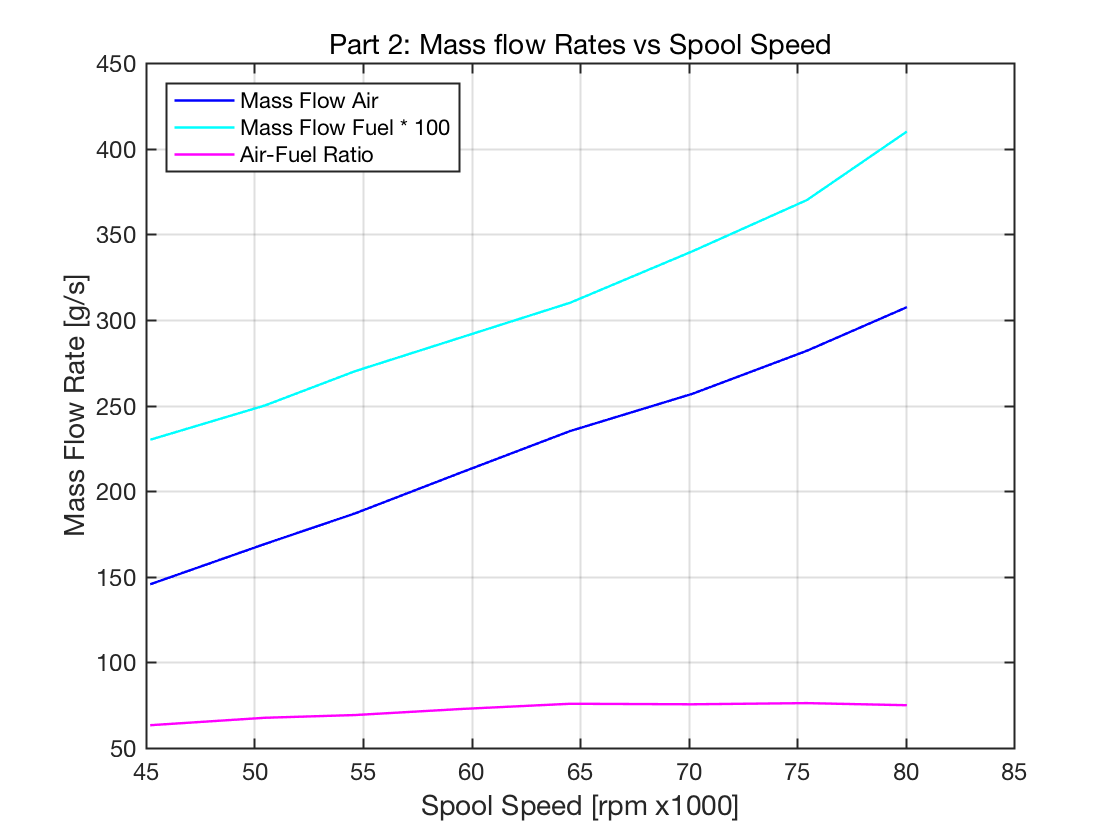 Part 2: Mass flow Rates vs Spool Speed
450
400
350
300
250
200
150
100
50
Mass Flow Rate [g/s]
Mass Flow Air
Mass Flow Fuel * 100
Air-Fuel Ratio
45 50 55 60 65 70 75 80 85
Spool Speed [rpm x1000]